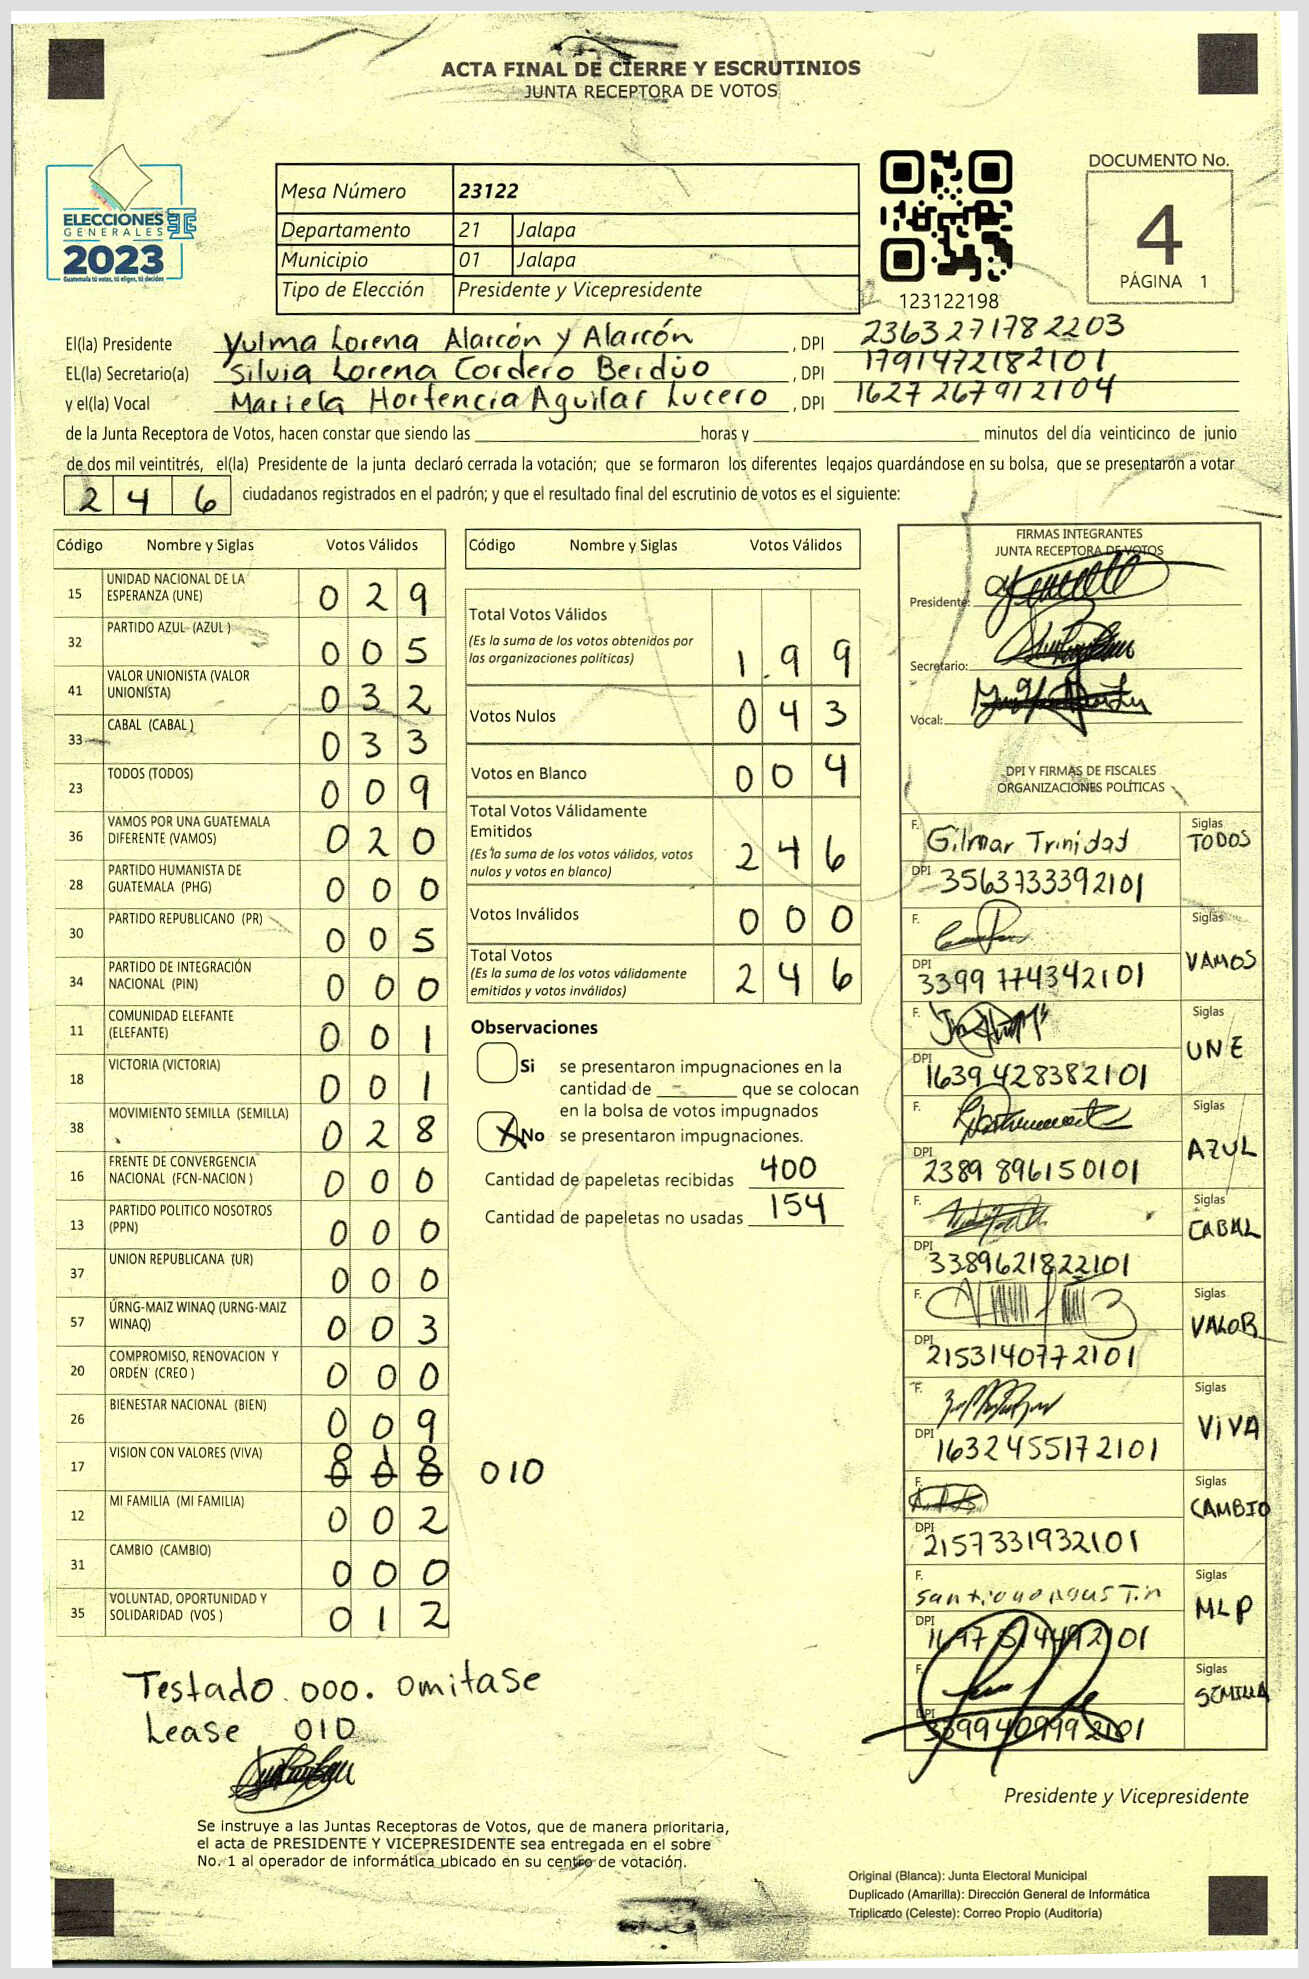 ACTA FINAL DE CIERRE Y ESCRUTINIOS
JUNTA RECEPTORA DE VOTOS
ELECCIONES
GENERALES
2023
Guatemala tú votas, tú eliges, tú decides
Mesa Número 23122
Departamento 21 Jalapa
Municipio 01 Jalapa
Tipo de Elección Presidente y Vicepresidente
123122198
DOCUMENTO No.
4
PÁGINA 1
El(la) Presidente Yulma Lorena Alarcón y Alarcón , DPI 2363271782203
EL(la) Secretario(a) Silvia Lorena Cordero Berdúo , DPI 1791472182101
y el(la) Vocal Mariela Hortencia Aguilar Lucero , DPI 1627267912104
de la Junta Receptora de Votos, hacen constar que siendo las horas y minutos del día veinticinco de junio
de dos mil veintitrés, el(la) Presidente de la junta declaró cerrada la votación; que se formaron los diferentes legajos guardándose en su bolsa, que se presentaron a votar
2 4 6 ciudadanos registrados en el padrón; y que el resultado final del escrutinio de votos es el siguiente:
Código Nombre y Siglas Votos Válidos
15 UNIDAD NACIONAL DE LA ESPERANZA (UNE) 0 2 9
32 PARTIDO AZUL (AZUL ) 0 0 5
41 VALOR UNIONISTA (VALOR UNIONISTA) 0 3 2
33 CABAL (CABAL ) 0 3 3
23 TODOS (TODOS) 0 0 9
36 VAMOS POR UNA GUATEMALA DIFERENTE (VAMOS) 0 2 0
28 PARTIDO HUMANISTA DE GUATEMALA (PHG) 0 0 0
30 PARTIDO REPUBLICANO (PR) 0 0 5
34 PARTIDO DE INTEGRACIÓN NACIONAL (PIN) 0 0 0
11 COMUNIDAD ELEFANTE (ELEFANTE) 0 0 1
18 VICTORIA (VICTORIA) 0 0 1
38 MOVIMIENTO SEMILLA (SEMILLA) 0 2 8
16 FRENTE DE CONVERGENCIA NACIONAL (FCN-NACION ) 0 0 0
13 PARTIDO POLITICO NOSOTROS (PPN) 0 0 0
37 UNION REPUBLICANA (UR) 0 0 0
57 URNG-MAIZ WINAQ (URNG-MAIZ WINAQ) 0 0 3
20 COMPROMISO, RENOVACION Y ORDEN (CREO ) 0 0 0
26 BIENESTAR NACIONAL (BIEN) 0 0 9
17 VISION CON VALORES (VIVA) 010
12 MI FAMILIA (MI FAMILIA) 0 0 2
31 CAMBIO (CAMBIO) 0 0 0
35 VOLUNTAD, OPORTUNIDAD Y SOLIDARIDAD (VOS ) 0 1 2
Código Nombre y Siglas Votos Válidos
Total Votos Válidos 1 9 9
(Es la suma de los votos obtenidos por
las organizaciones políticas)
Votos Nulos 0 4 3
Votos en Blanco 0 0 4
Total Votos Válidamente
Emitidos 2 4 6
(Es la suma de los votos válidos, votos
nulos y votos en blanco)
Votos Inválidos 0 0 0
Total Votos 2 4 6
(Es la suma de los votos válidamente
emitidos y votos inválidos)
Observaciones
Si se presentaron impugnaciones en la
cantidad de - que se colocan
en la bolsa de votos impugnados
X No se presentaron impugnaciones.
Cantidad de papeletas recibidas 400
Cantidad de papeletas no usadas 154
FIRMAS INTEGRANTES
JUNTA RECEPTORA DE VOTOS
Presidente:
Secretario:
Vocal:
DPI Y FIRMAS DE FISCALES
ORGANIZACIONES POLÍTICAS
F. Gilmar Trinidad Siglas TODOS
DPI 3563733392101
F. Siglas VAMOS
DPI 3399774342101
F. Siglas UNE
DPI 1639428382101
F. Siglas AZUL
DPI 2389896150101
F. Siglas CABAL
DPI 3389621822101
F. Siglas VALOR
DPI 2153140772101
F. Siglas VIVA
DPI 1632455172101
F. Siglas CAMBIO
DPI 2157331932101
F. Santiago Agustin Siglas MLP
DPI
F. Siglas SEMILLA
DPI 3399409992101
Testado 000. omitase
Lease 010
Presidente y Vicepresidente
Se instruye a las Juntas Receptoras de Votos, que de manera prioritaria,
el acta de PRESIDENTE Y VICEPRESIDENTE sea entregada en el sobre
No. 1 al operador de informática ubicado en su centro de votación.
Original (Blanca): Junta Electoral Municipal
Duplicado (Amarilla): Dirección General de Informática
Triplicado (Celeste): Correo Propio (Auditoría)